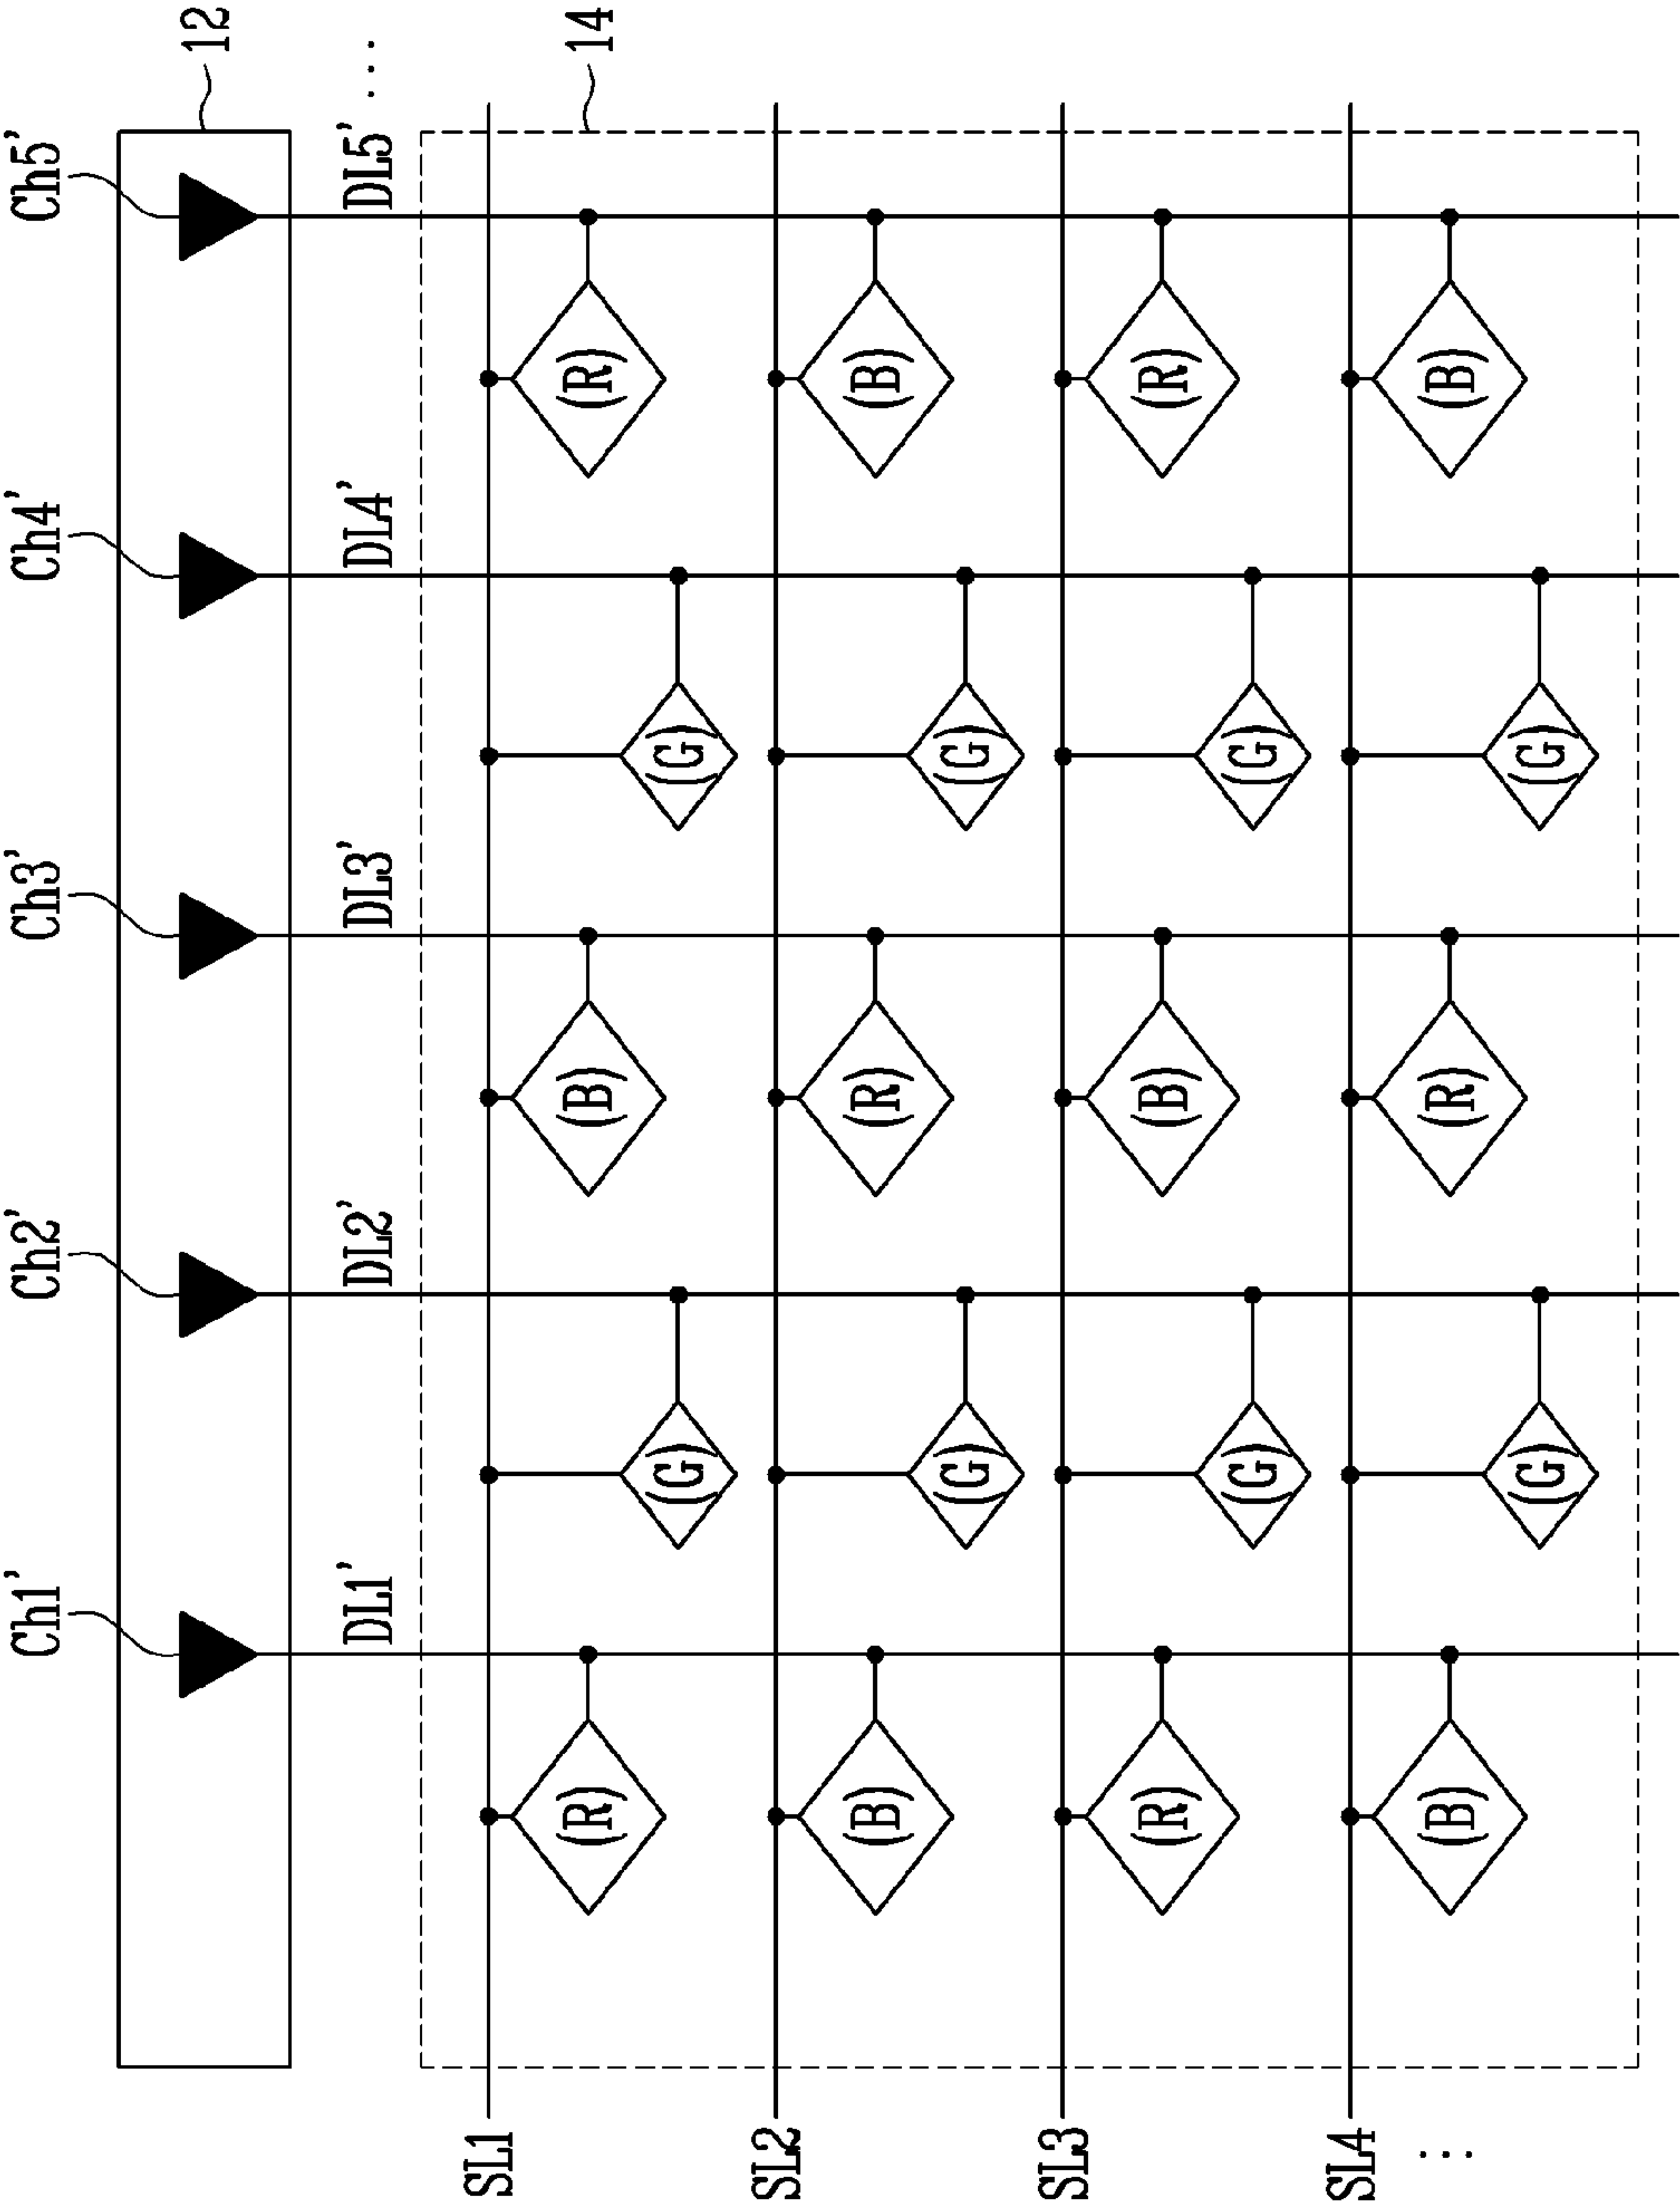 12
Ch1' Ch2' Ch3' Ch4' Ch5'
DL1' DL2' DL3' DL4' DL5' ...
14
SL1
(R) (B) (R)
(G) (G)
SL2
(B) (R) (B)
(G) (G)
SL3
(R) (B) (R)
(G) (G)
SL4
(B) (R) (B)
(G) (G)
...